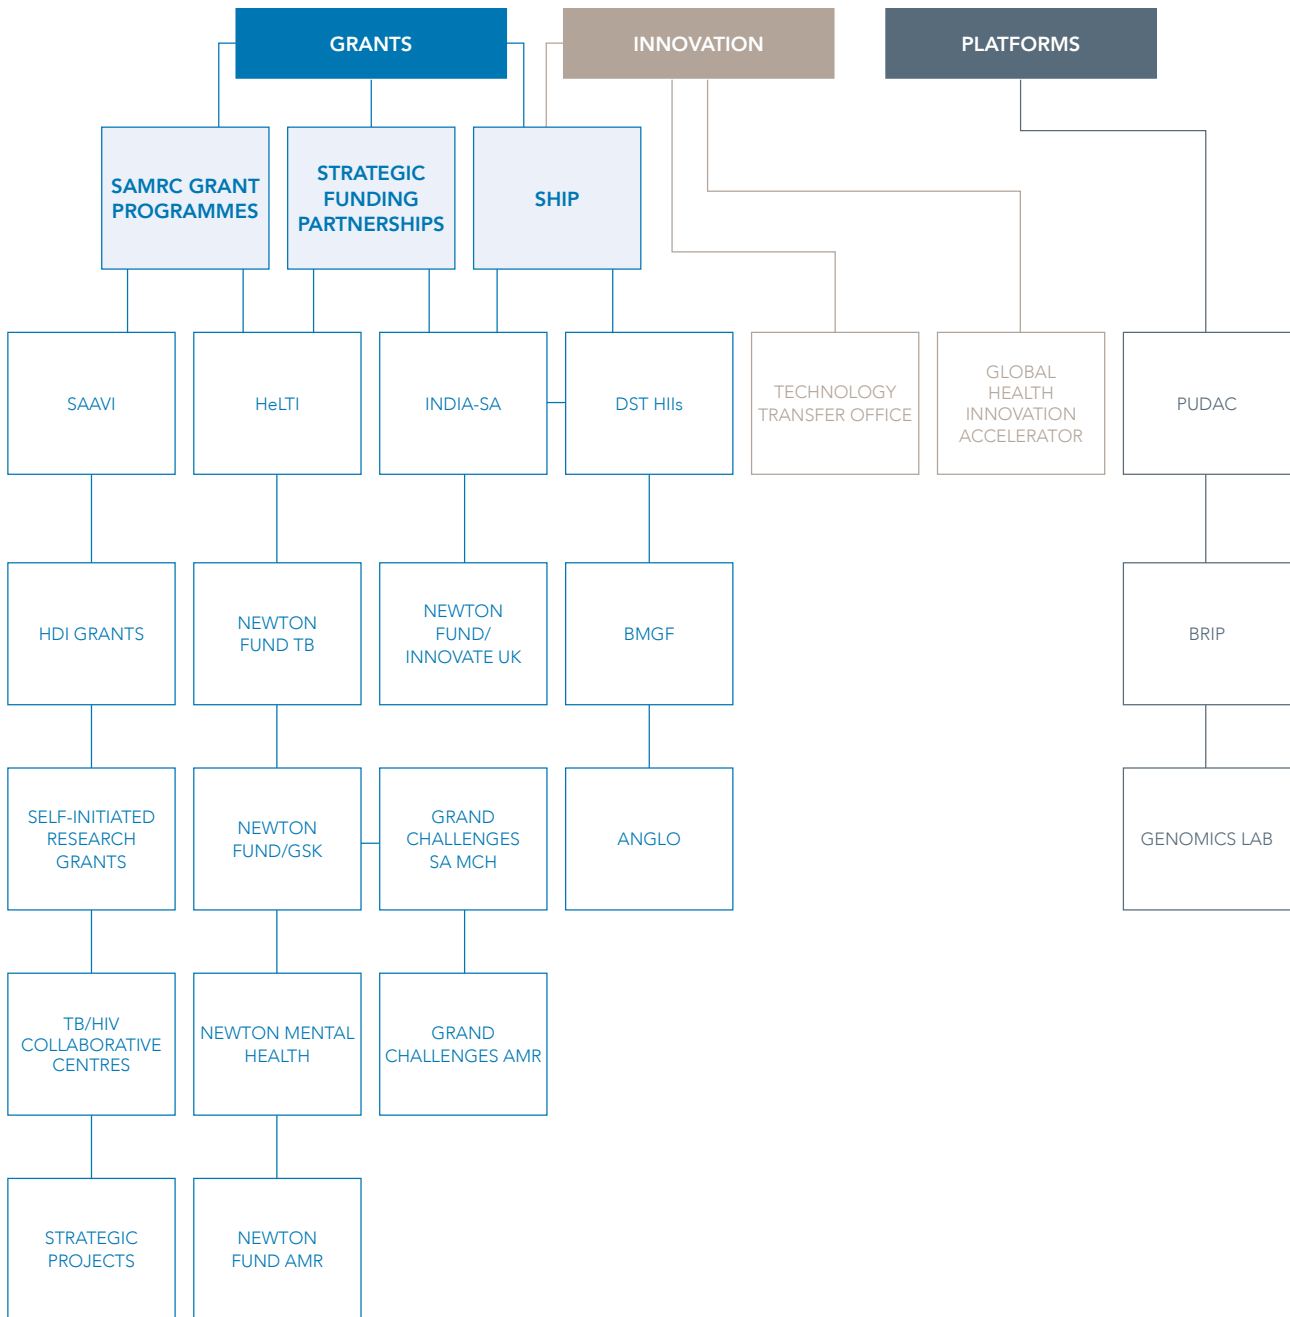 GRANTS
INNOVATION
PLATFORMS
SAMRC GRANT
PROGRAMMES
STRATEGIC
FUNDING
PARTNERSHIPS
SHIP
SAAVI
HeLTI
INDIA-SA
DST HIIs
TECHNOLOGY
TRANSFER OFFICE
GLOBAL
HEALTH
INNOVATION
ACCELERATOR
PUDAC
HDI GRANTS
NEWTON
FUND TB
NEWTON
FUND/
INNOVATE UK
BMGF
BRIP
SELF-INITIATED
RESEARCH
GRANTS
NEWTON
FUND/GSK
GRAND
CHALLENGES
SA MCH
ANGLO
GENOMICS LAB
TB/HIV
COLLABORATIVE
CENTRES
NEWTON MENTAL
HEALTH
GRAND
CHALLENGES AMR
STRATEGIC
PROJECTS
NEWTON
FUND AMR